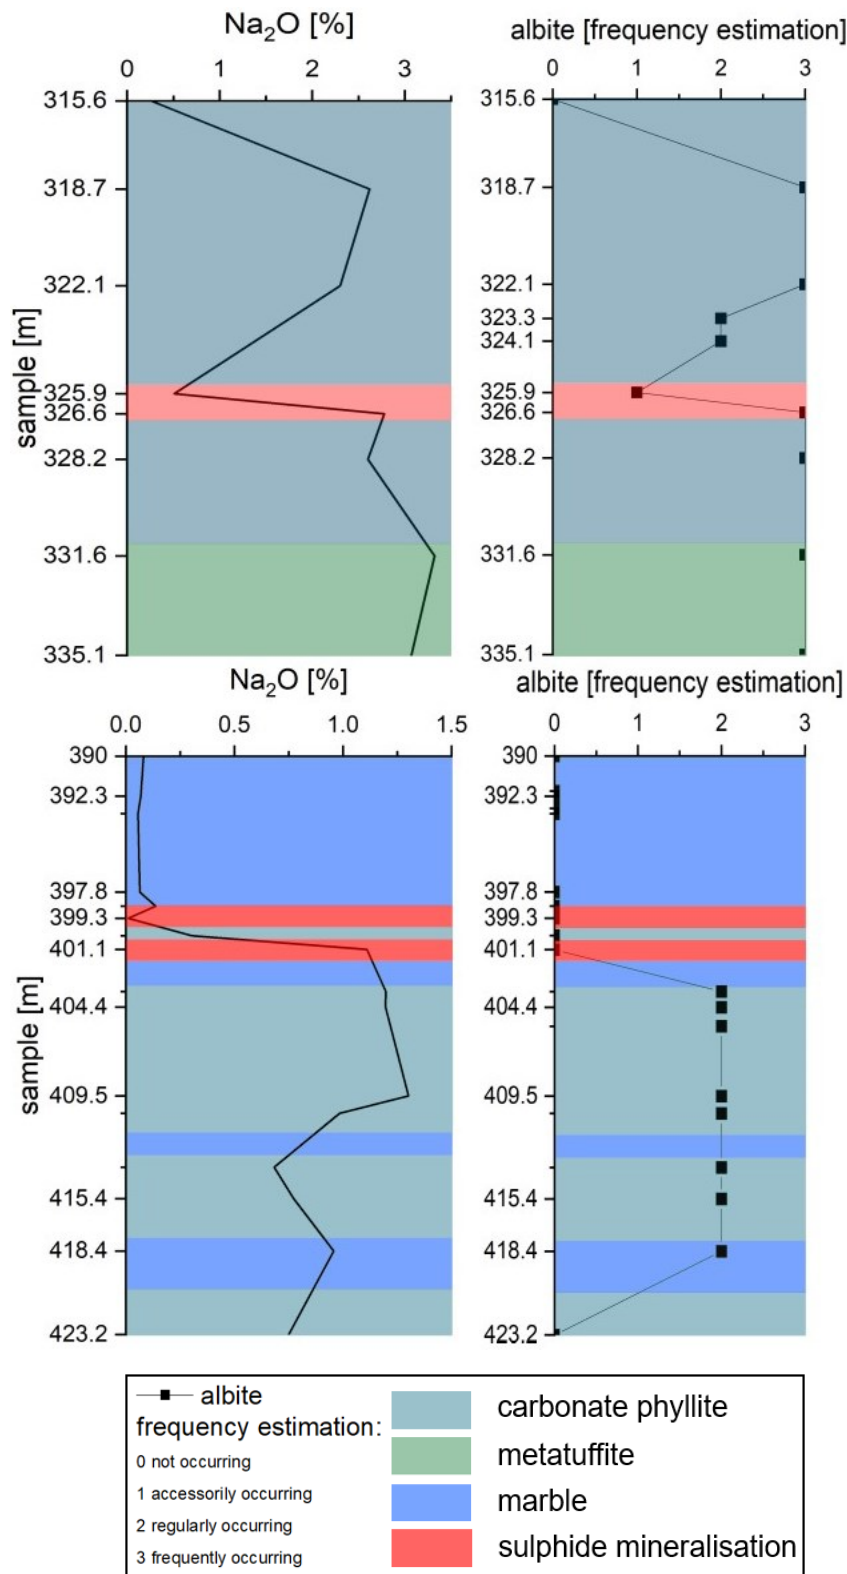 Na₂O [%]
0 1 2 3
albite [frequency estimation]
0 1 2 3
sample [m]
315.6
318.7
322.1
325.9
326.6
328.2
331.6
335.1
315.6
318.7
322.1
323.3
324.1
325.9
326.6
328.2
331.6
335.1
Na₂O [%]
0.0 0.5 1.0 1.5
albite [frequency estimation]
0 1 2 3
sample [m]
390
392.3
397.8
399.3
401.1
404.4
409.5
415.4
418.4
423.2
390
392.3
397.8
399.3
401.1
404.4
409.5
415.4
418.4
423.2
albite
frequency estimation:
0 not occurring
1 accessorily occurring
2 regularly occurring
3 frequently occurring
carbonate phyllite
metatuffite
marble
sulphide mineralisation